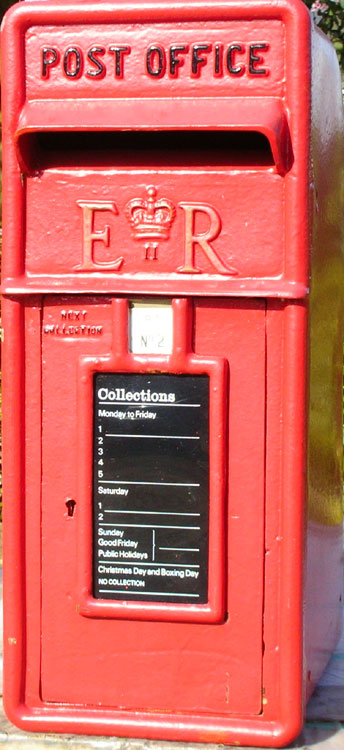 POST OFFICE
E II R
NEXT
COLLECTION
Nº 2
Collections
Monday to Friday
1
2
3
4
5
Saturday
1
2
Sunday
Good Friday
Public Holidays
Christmas Day and Boxing Day
NO COLLECTION